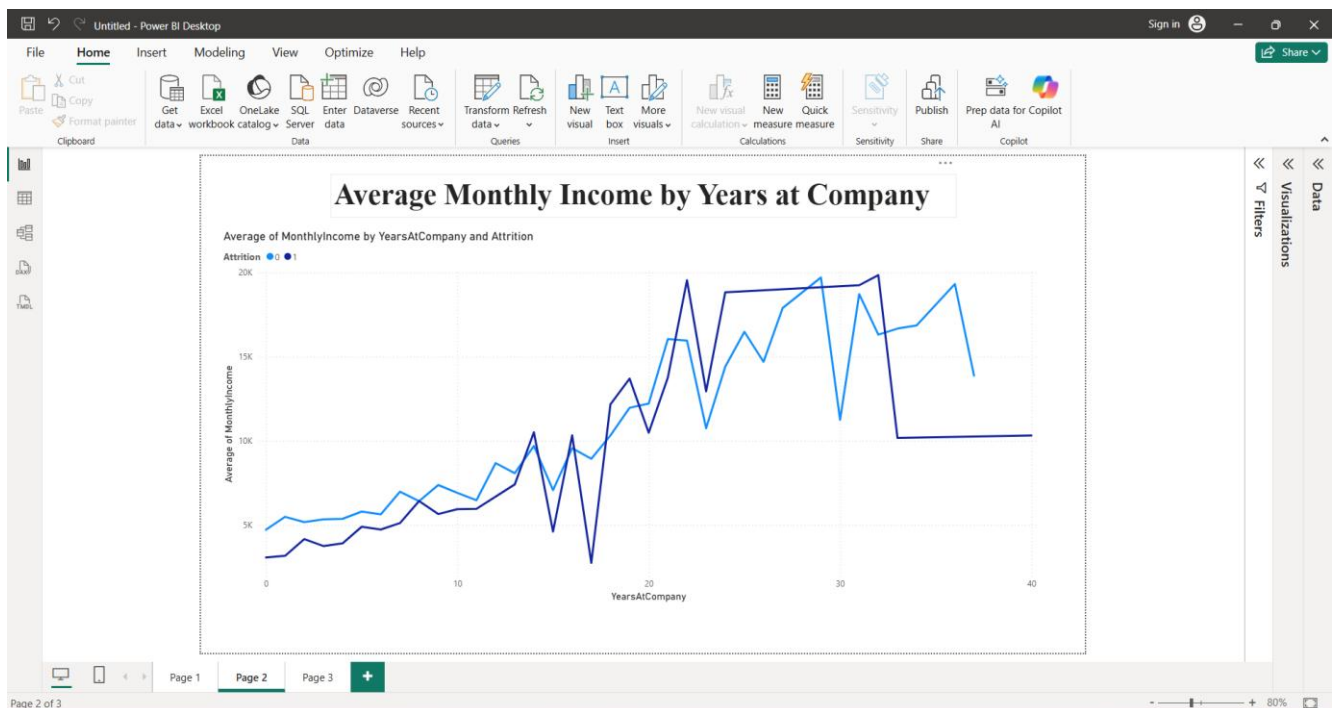 Untitled - Power BI Desktop
Sign in
File Home Insert Modeling View Optimize Help
Share
Paste
Cut
Copy
Format painter
Clipboard
Get data
Excel workbook
OneLake catalog
SQL Server
Enter data
Dataverse
Recent sources
Data
Transform data
Refresh
Queries
New visual
Text box
More visuals
Insert
New visual calculation
New measure
Quick measure
Calculations
Sensitivity
Sensitivity
Publish
Share
Prep data for AI
Copilot
Copilot
Average Monthly Income by Years at Company
Average of MonthlyIncome by YearsAtCompany and Attrition
Attrition 0 1
20K
15K
10K
5K
Average of MonthlyIncome
0 10 20 30 40
YearsAtCompany
Filters
Visualizations
Data
DAX
TMDL
Page 1 Page 2 Page 3 +
Page 2 of 3
- + 80%